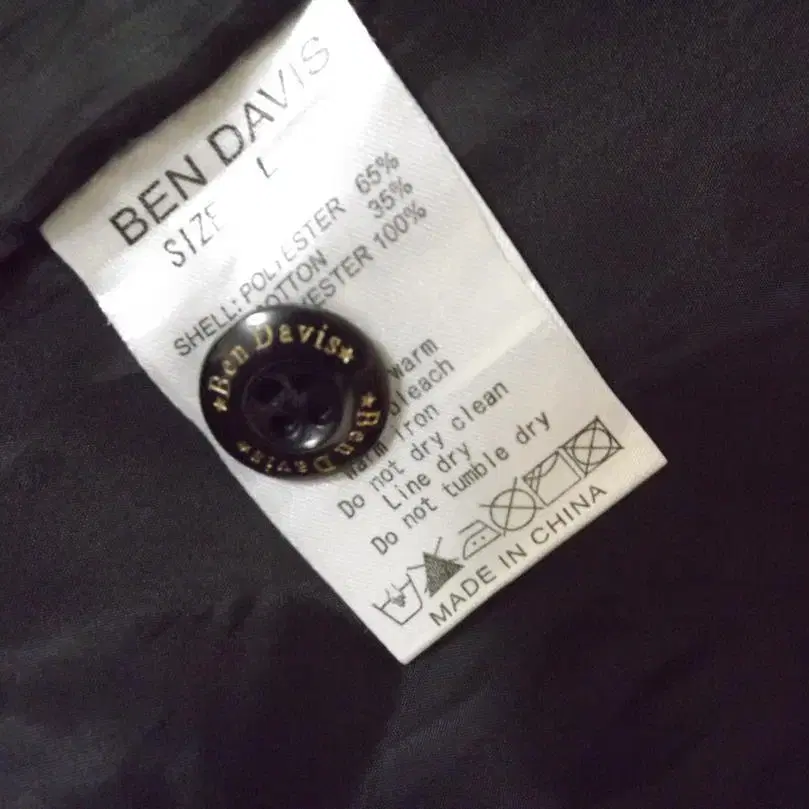 BEN DAVIS
SIZE L
SHELL: POLYESTER 65%
COTTON 35%
100%
warm
bleach
Warm iron
Do not dry clean
Line dry
Do not tumble dry
MADE IN CHINA
★Ben Davis★
★Ben Davis★